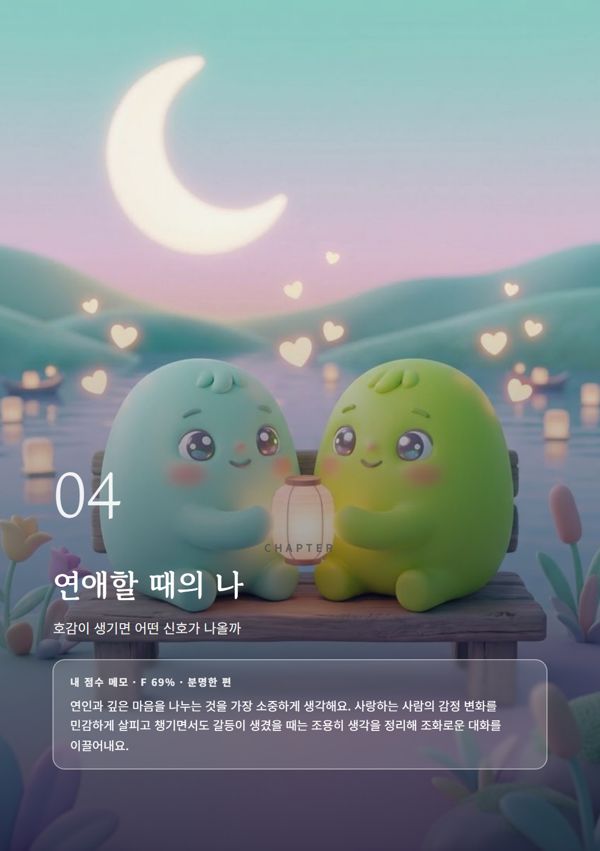 04
CHAPTER
연애할 때의 나
호감이 생기면 어떤 신호가 나올까
내 점수 메모 · F 69% · 분명한 편
연인과 깊은 마음을 나누는 것을 가장 소중하게 생각해요. 사랑하는 사람의 감정 변화를
민감하게 살피고 챙기면서도 갈등이 생겼을 때는 조용히 생각을 정리해 조화로운 대화를
이끌어내요.